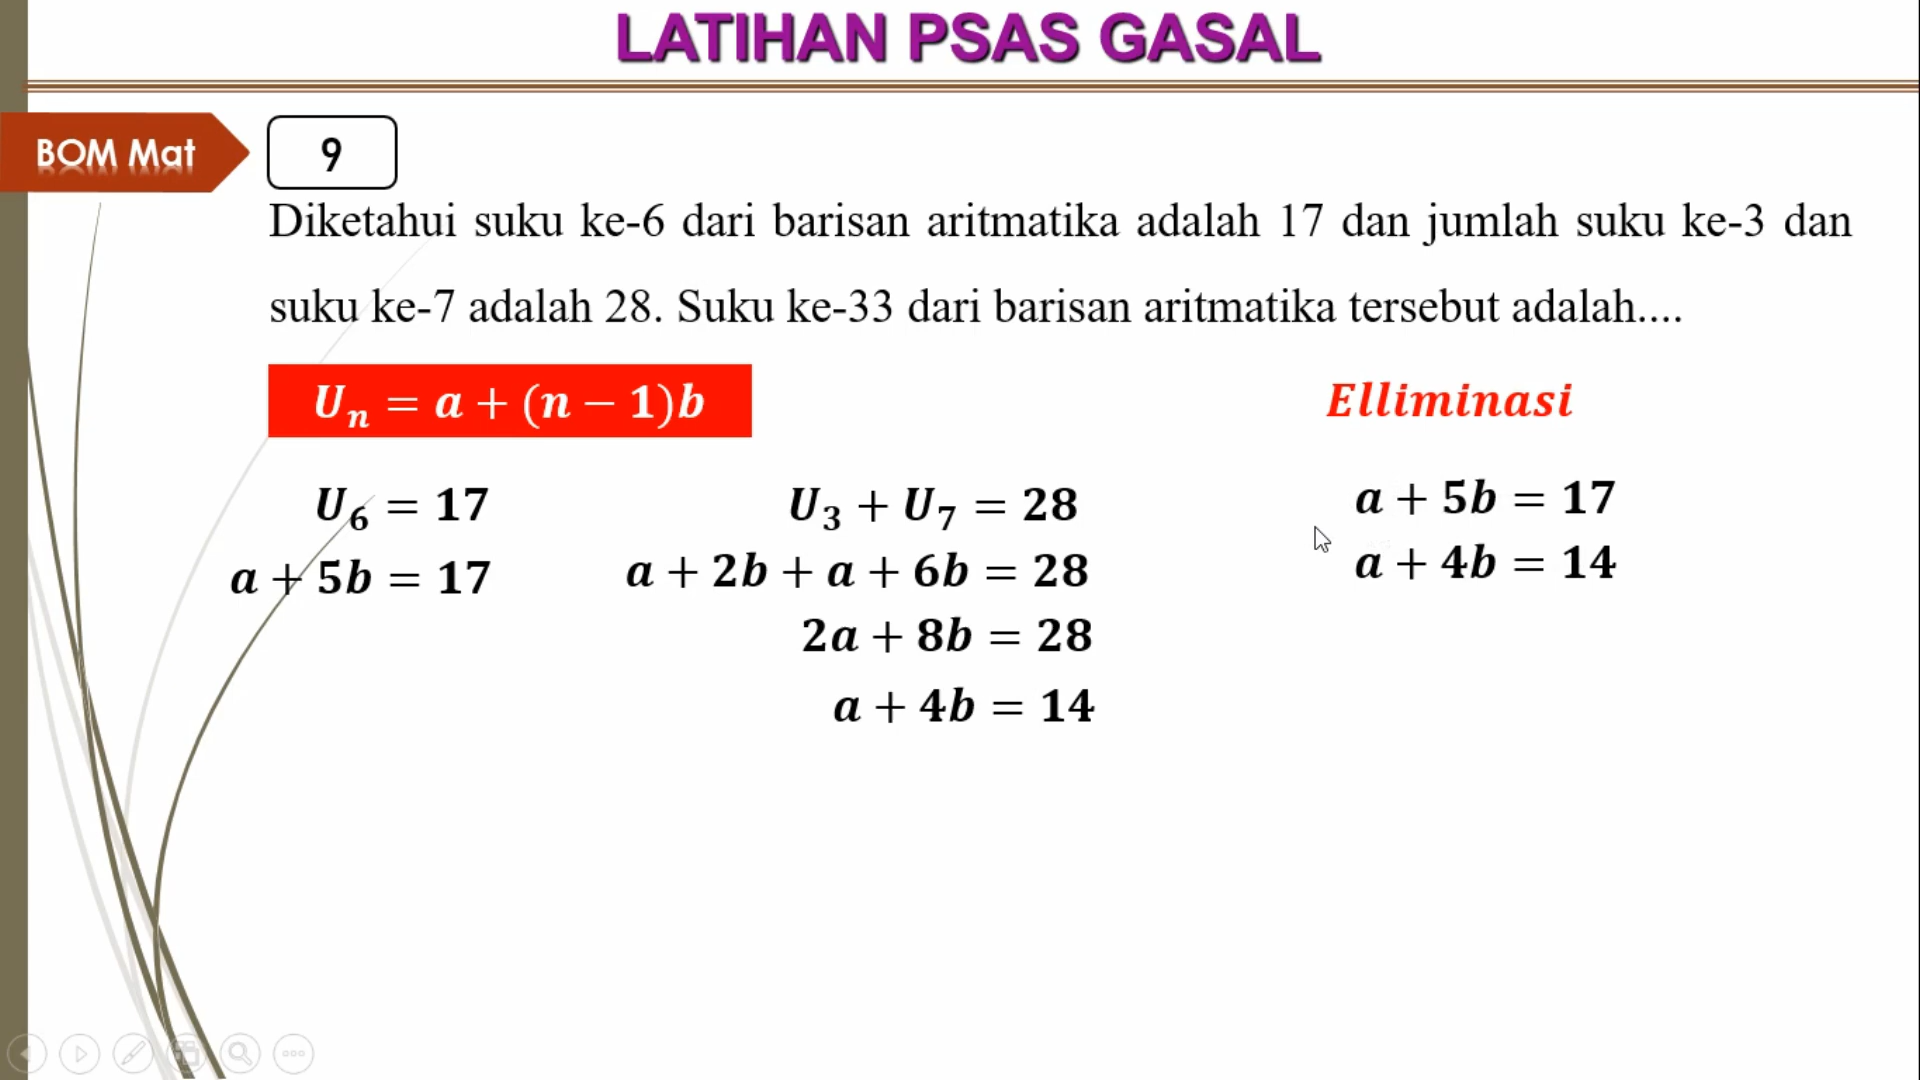 LATIHAN PSAS GASAL
BOM Mat
9
Diketahui suku ke-6 dari barisan aritmatika adalah 17 dan jumlah suku ke-3 dan
suku ke-7 adalah 28. Suku ke-33 dari barisan aritmatika tersebut adalah....
Uₙ = a + (n − 1)b
U₆ = 17
a + 5b = 17
U₃ + U₇ = 28
a + 2b + a + 6b = 28
2a + 8b = 28
a + 4b = 14
Elliminasi
a + 5b = 17
a + 4b = 14